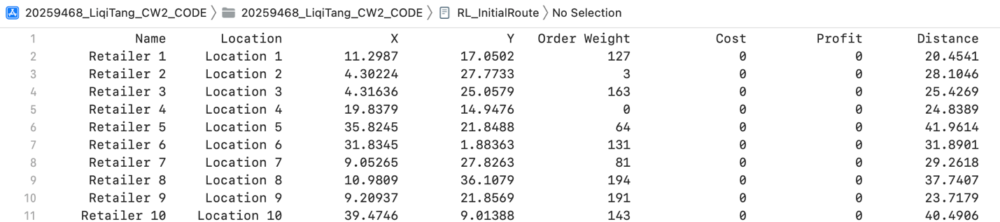 20259468_LiqiTang_CW2_CODE 20259468_LiqiTang_CW2_CODE RL_InitialRoute No Selection
1 Name Location X Y Order Weight Cost Profit Distance
2 Retailer 1 Location 1 11.2987 17.0502 127 0 0 20.4541
3 Retailer 2 Location 2 4.30224 27.7733 3 0 0 28.1046
4 Retailer 3 Location 3 4.31636 25.0579 163 0 0 25.4269
5 Retailer 4 Location 4 19.8379 14.9476 0 0 0 24.8389
6 Retailer 5 Location 5 35.8245 21.8488 64 0 0 41.9614
7 Retailer 6 Location 6 31.8345 1.88363 131 0 0 31.8901
8 Retailer 7 Location 7 9.05265 27.8263 81 0 0 29.2618
9 Retailer 8 Location 8 10.9809 36.1079 194 0 0 37.7407
10 Retailer 9 Location 9 9.20937 21.8569 191 0 0 23.7179
11 Retailer 10 Location 10 39.4746 9.01388 143 0 0 40.4906